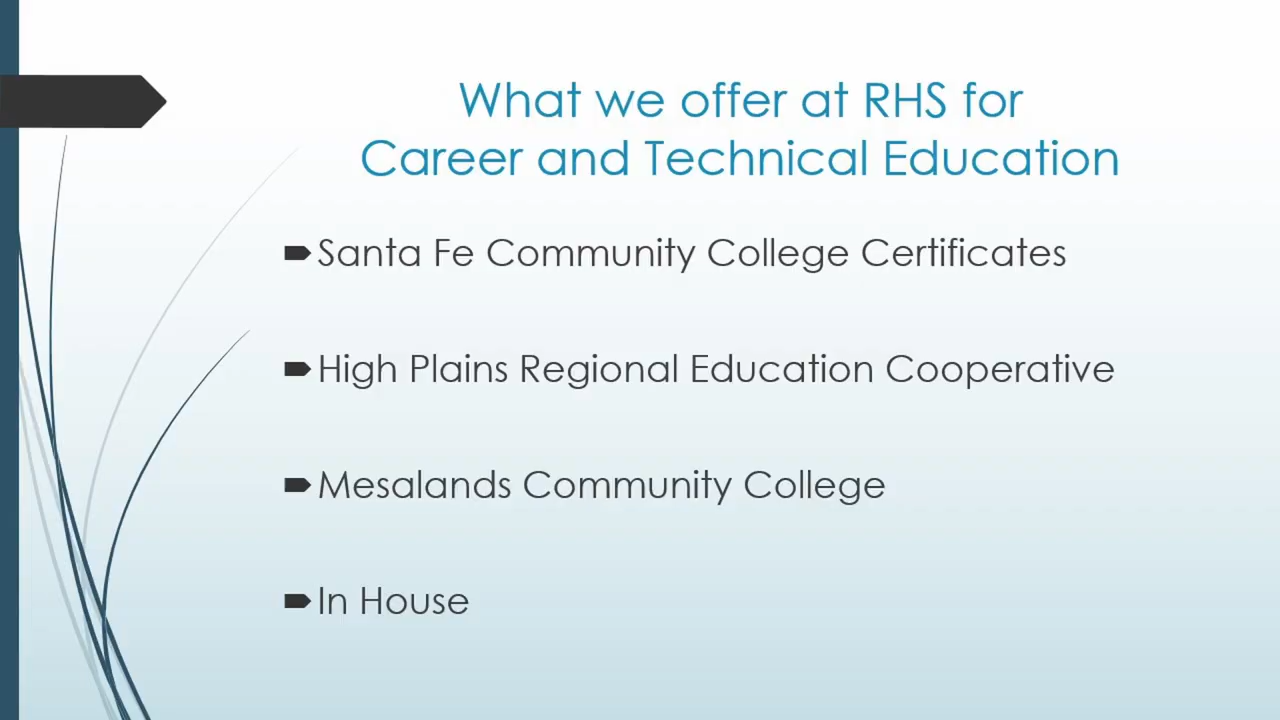 What we offer at RHS for
Career and Technical Education
Santa Fe Community College Certificates
High Plains Regional Education Cooperative
Mesalands Community College
In House